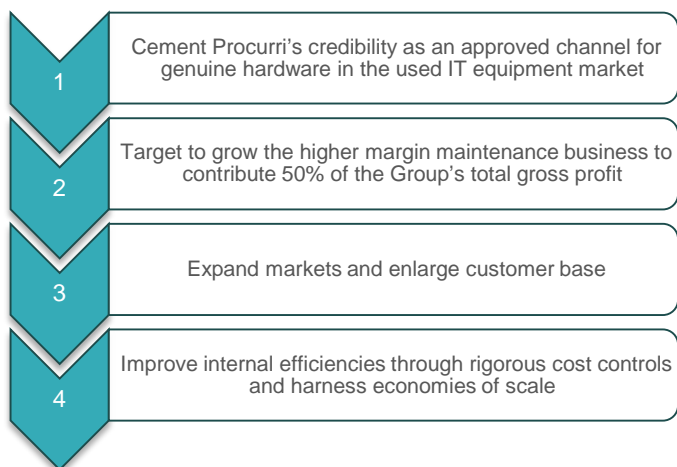 1
Cement Procurri’s credibility as an approved channel for
genuine hardware in the used IT equipment market
2
Target to grow the higher margin maintenance business to
contribute 50% of the Group’s total gross profit
3
Expand markets and enlarge customer base
4
Improve internal efficiencies through rigorous cost controls
and harness economies of scale